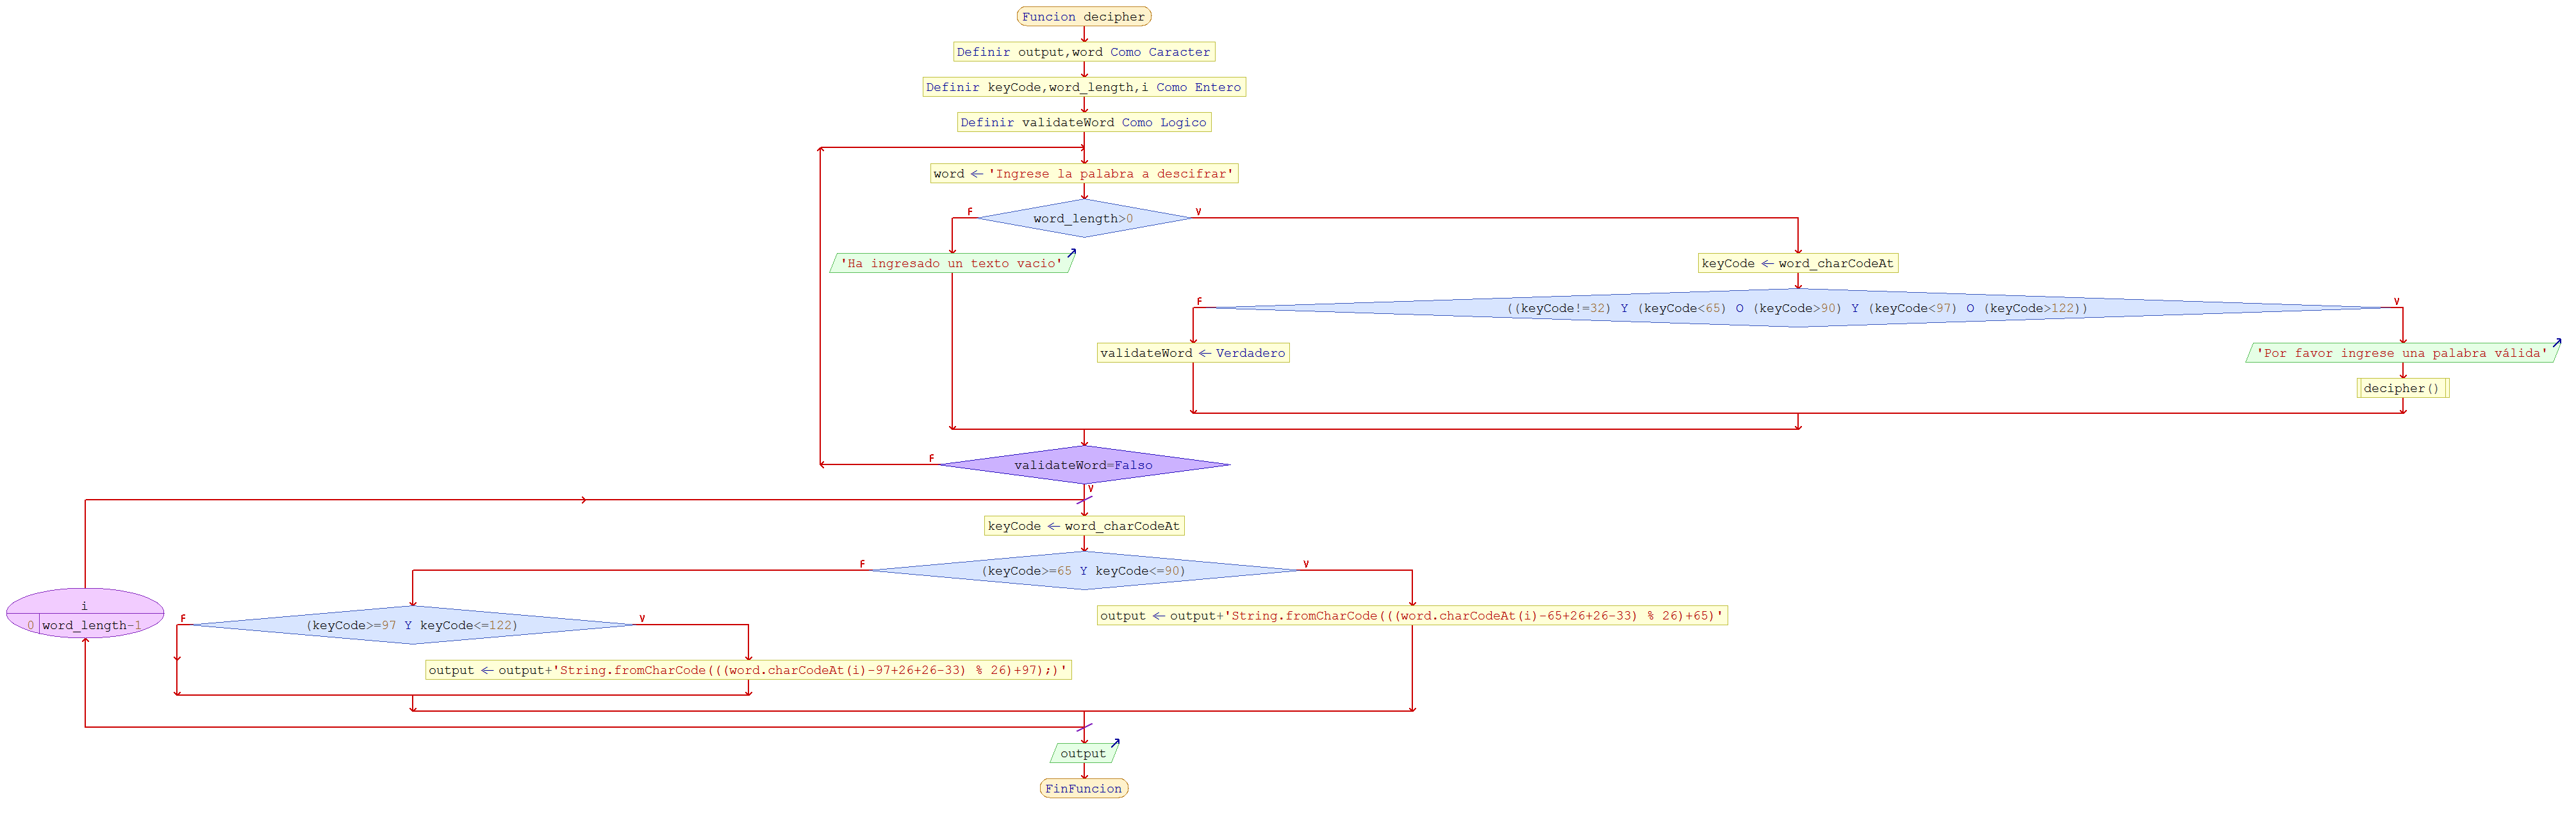 Funcion decipher
Definir output,word Como Caracter
Definir keyCode,word_length,i Como Entero
Definir validateWord Como Logico
word ← 'Ingrese la palabra a descifrar'
F
word_length>0
V
'Ha ingresado un texto vacio'
keyCode ← word_charCodeAt
F
((keyCode!=32) Y (keyCode<65) O (keyCode>90) Y (keyCode<97) O (keyCode>122))
V
validateWord ← Verdadero
'Por favor ingrese una palabra válida'
decipher()
F
validateWord=Falso
V
keyCode ← word_charCodeAt
F
(keyCode>=65 Y keyCode<=90)
V
i
0 word_length-1
F
(keyCode>=97 Y keyCode<=122)
V
output ← output+'String.fromCharCode(((word.charCodeAt(i)-65+26+26-33) % 26)+65)'
output ← output+'String.fromCharCode(((word.charCodeAt(i)-97+26+26-33) % 26)+97);)'
output
FinFuncion